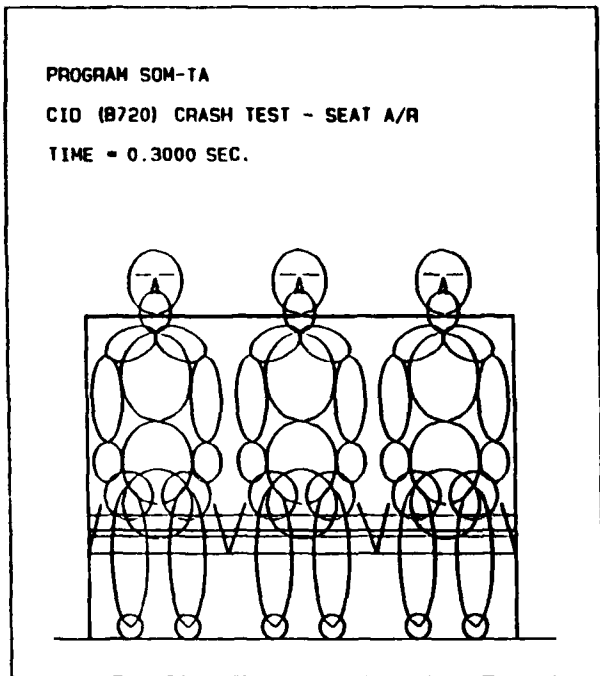 PROGRAM SOM-TA
CID (B720) CRASH TEST - SEAT A/R
TIME = 0.3000 SEC.